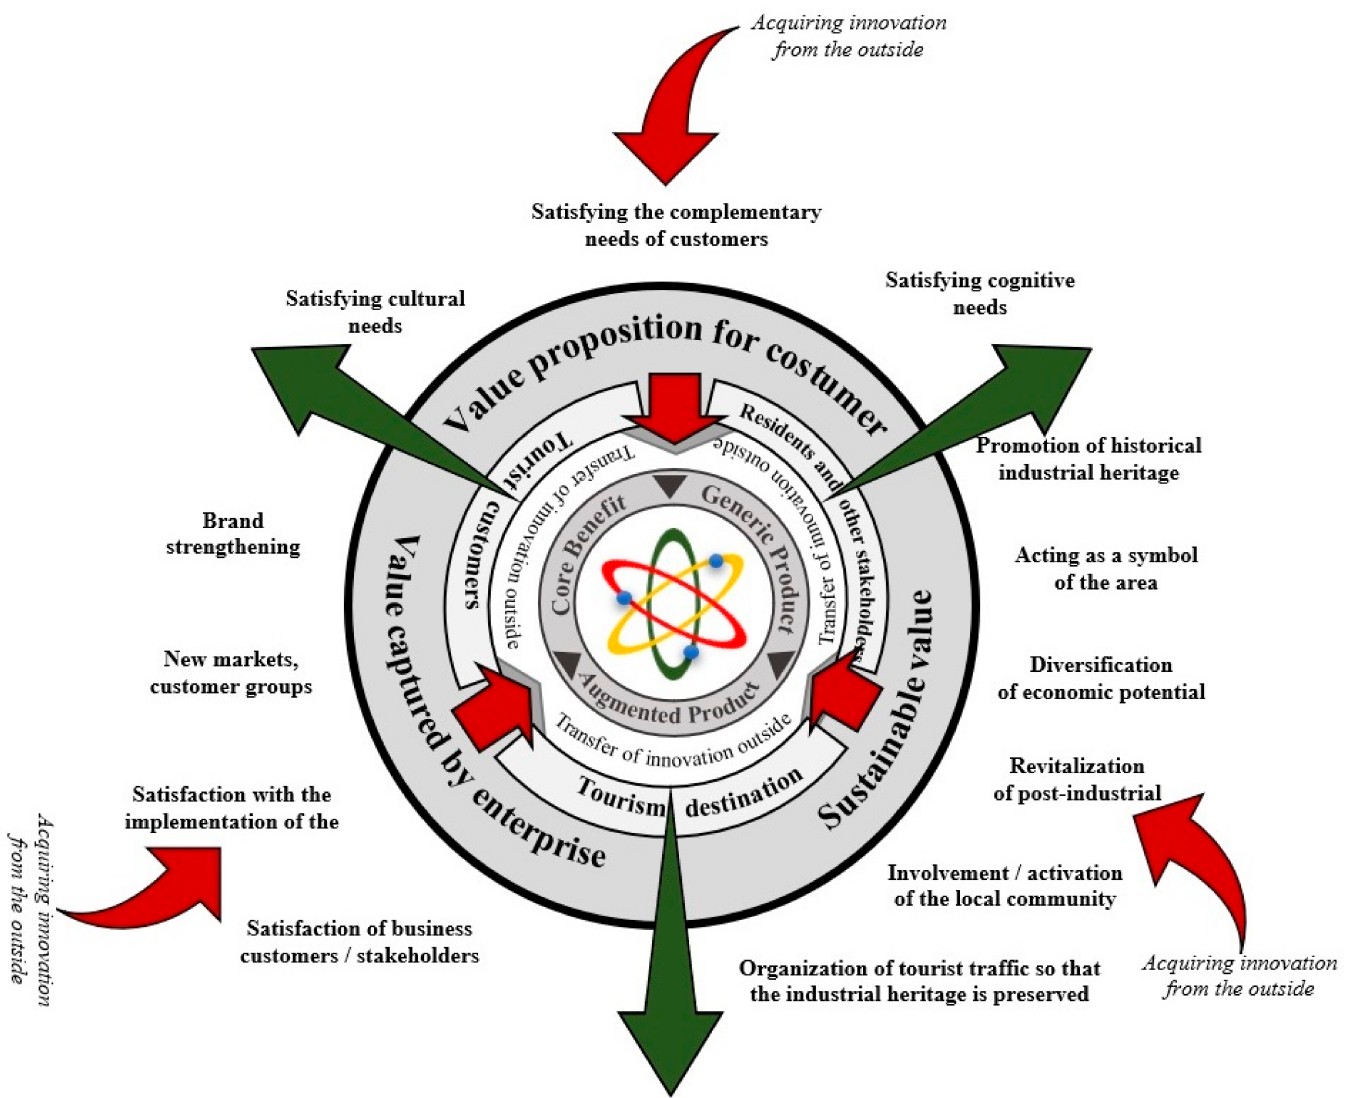 Acquiring innovation
from the outside
Satisfying the complementary
needs of customers
Satisfying cultural
needs
Satisfying cognitive
needs
Value proposition for costumer
Promotion of historical
industrial heritage
Brand
strengthening
Acting as a symbol
of the area
New markets,
customer groups
Diversification
of economic potential
Satisfaction with the
implementation of the
Revitalization
of post-industrial
Involvement / activation
of the local community
Satisfaction of business
customers / stakeholders
Organization of tourist traffic so that
the industrial heritage is preserved
Acquiring innovation
from the outside
Acquiring innovation
from the outside
Value captured by enterprise
Sustainable value
Tourist customers
Residents and other stakeholders
Tourism destination
Transfer of innovation outside
Transfer of innovation outside
Transfer of innovation outside
Core Benefit
Generic Product
Augmented Product